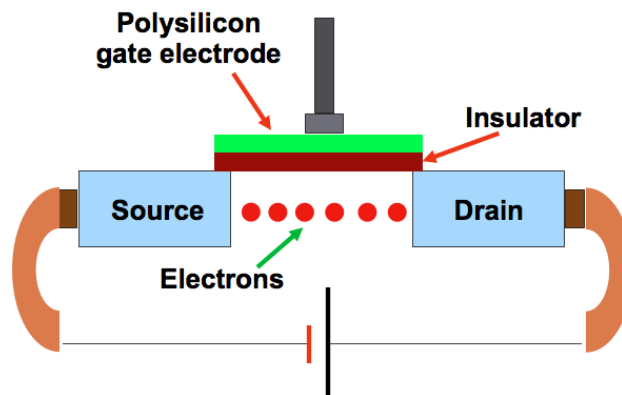 Polysilicon
gate electrode
Insulator
Source
Drain
Electrons